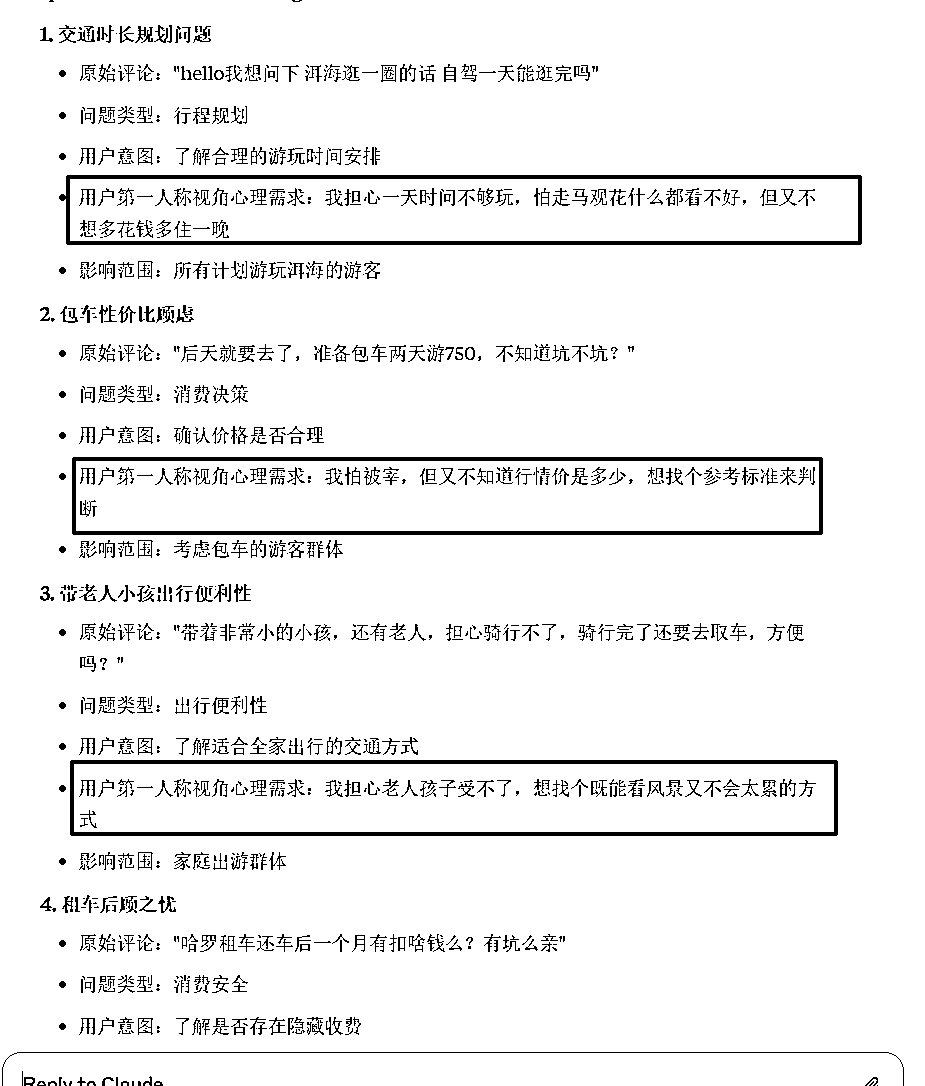 1. 交通时长规划问题
原始评论："hello我想问下 洱海逛一圈的话 自驾一天能逛完吗"
问题类型：行程规划
用户意图：了解合理的游玩时间安排
用户第一人称视角心理需求：我担心一天时间不够玩，怕走马观花什么都看不好，但又不
想多花钱多住一晚
影响范围：所有计划游玩洱海的游客
2. 包车性价比顾虑
原始评论："后天就要去了，准备包车两天游750，不知道坑不坑？"
问题类型：消费决策
用户意图：确认价格是否合理
用户第一人称视角心理需求：我怕被宰，但又不知道行情价是多少，想找个参考标准来判
断
影响范围：考虑包车的游客群体
3. 带老人小孩出行便利性
原始评论："带着非常小的小孩，还有老人，担心骑行不了，骑行完了还要去取车，方便
吗？"
问题类型：出行便利性
用户意图：了解适合全家出行的交通方式
用户第一人称视角心理需求：我担心老人孩子受不了，想找个既能看风景又不会太累的方
式
影响范围：家庭出游群体
4. 租车后顾之忧
原始评论："哈罗租车还车后一个月有扣啥钱么？有坑么亲"
问题类型：消费安全
用户意图：了解是否存在隐藏收费
Reply to Claude